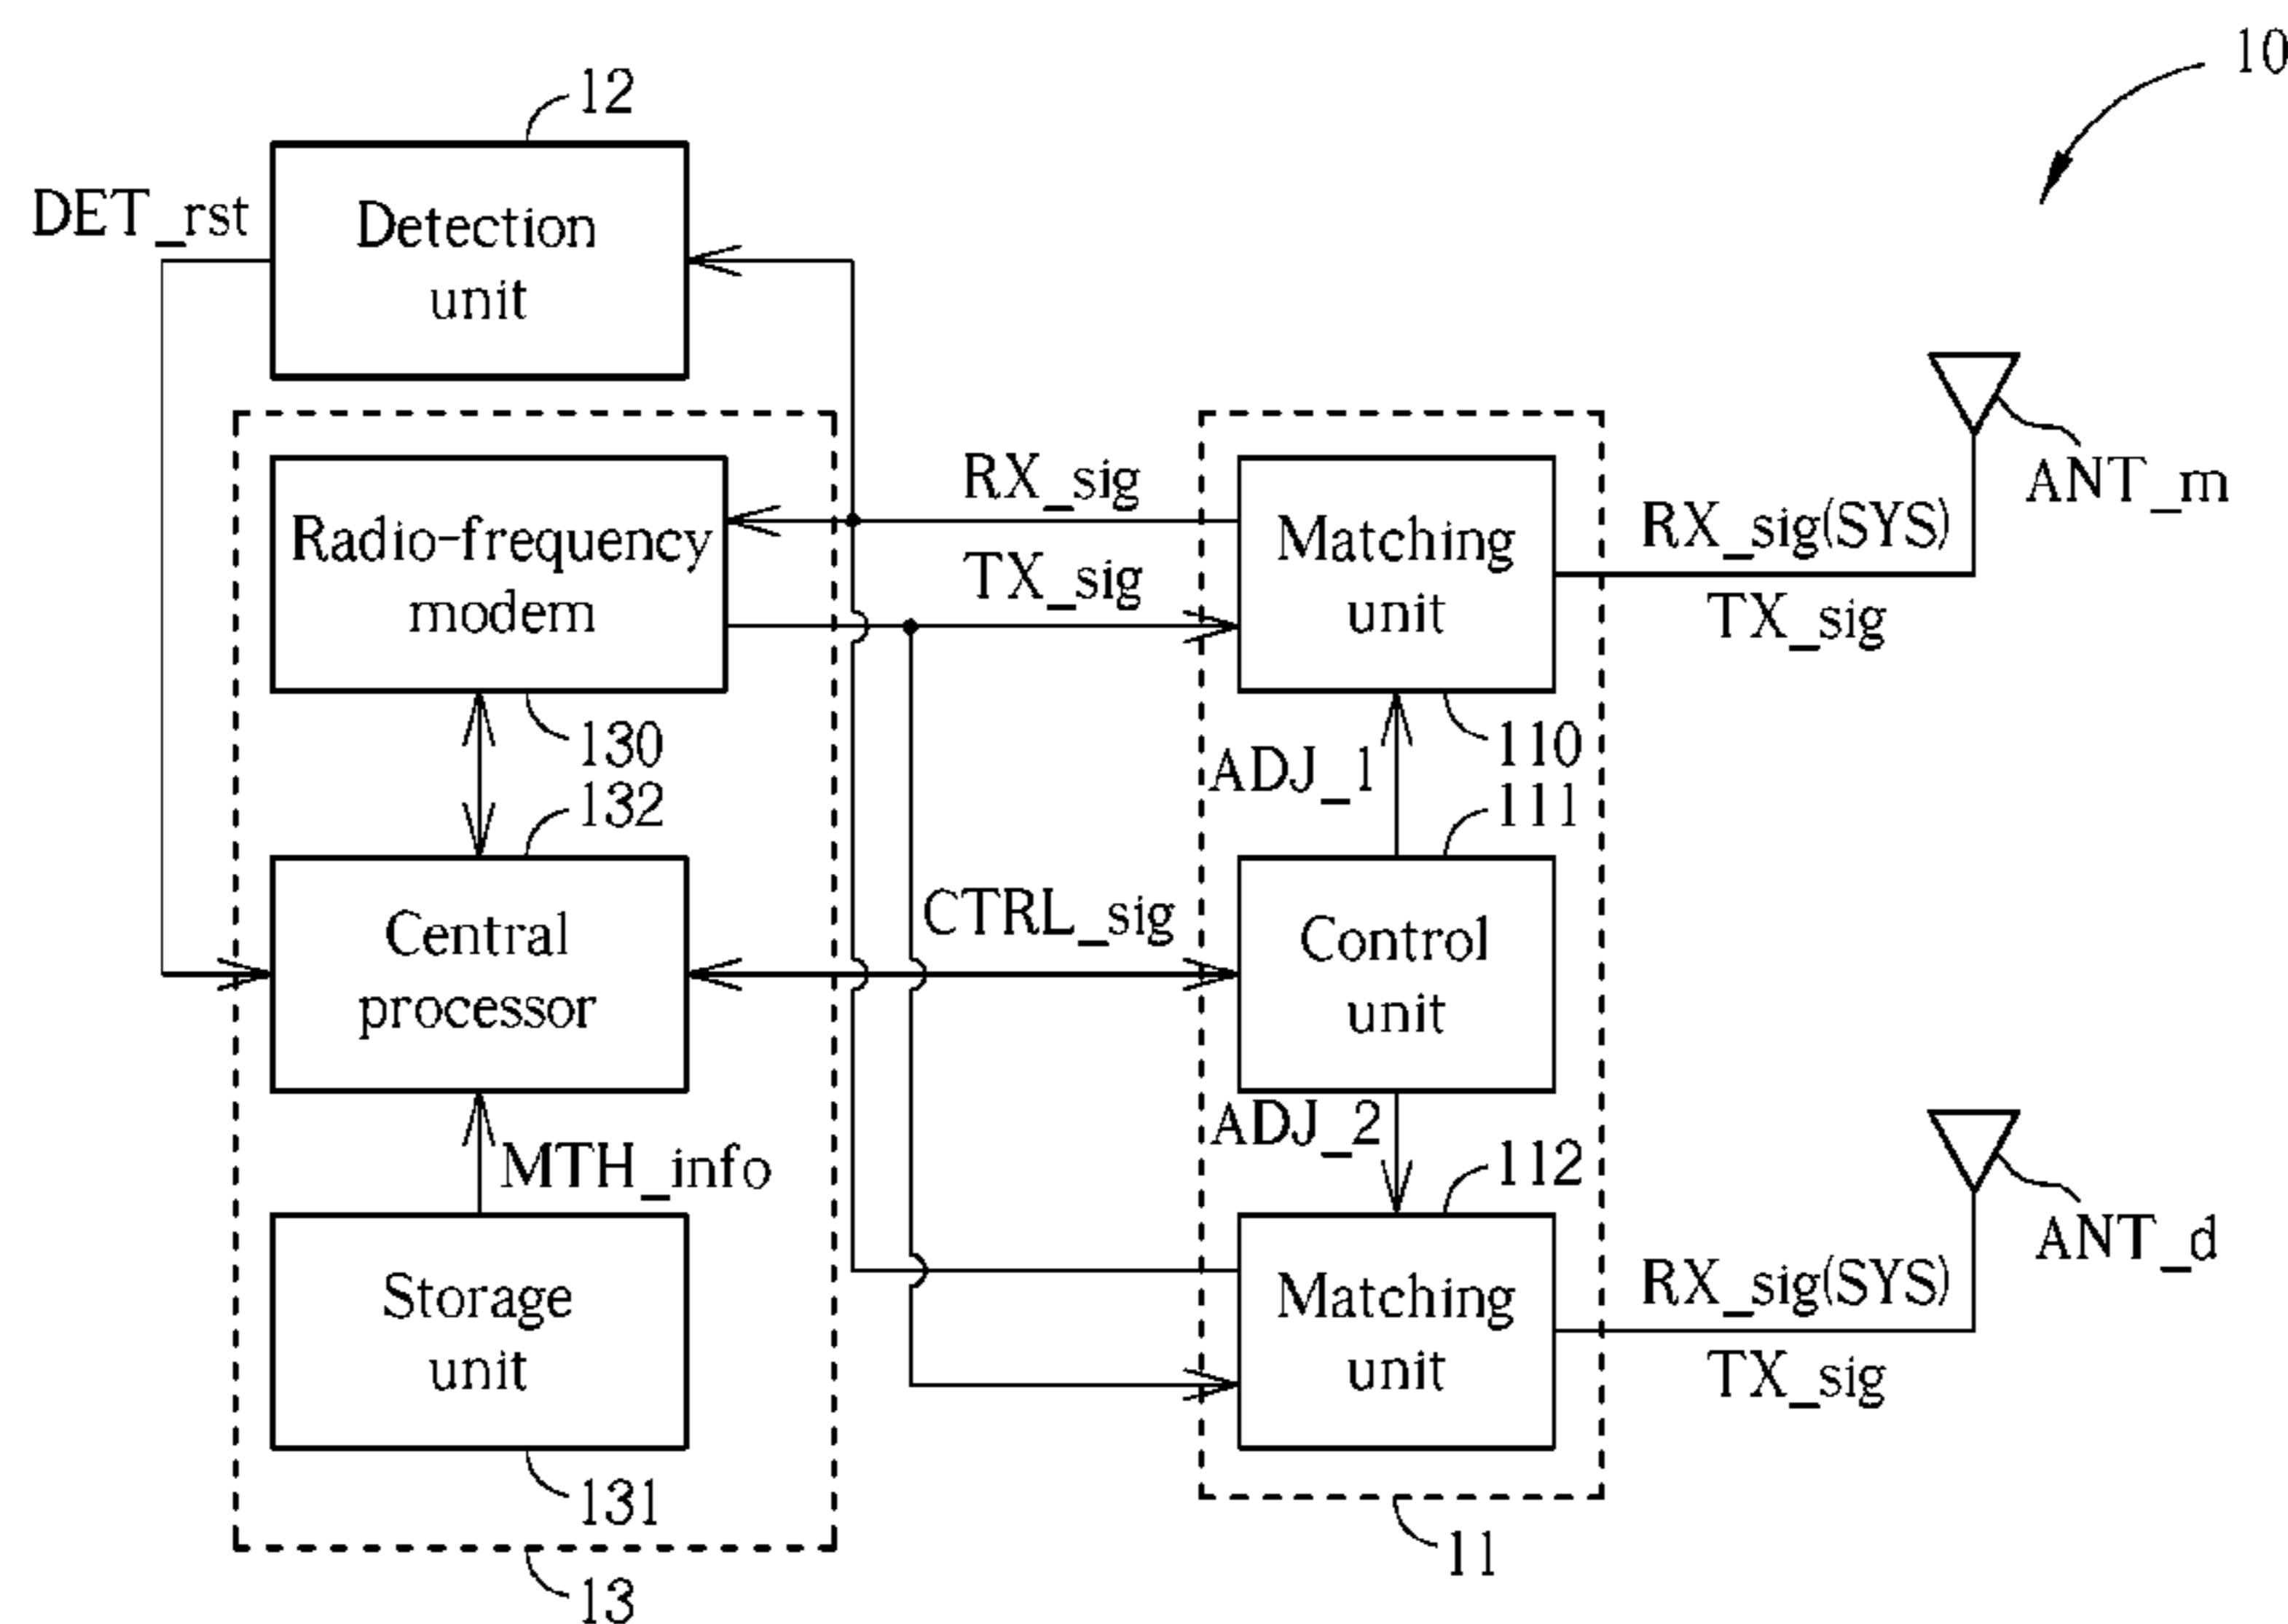 10
12
DET_rst
Detection
unit
ANT_m
RX_sig
Radio-frequency
modem
TX_sig
Matching
unit
RX_sig(SYS)
TX_sig
130
132
ADJ_1
110
111
Central
processor
CTRL_sig
Control
unit
MTH_info
ADJ_2
112
Storage
unit
Matching
unit
RX_sig(SYS)
TX_sig
ANT_d
131
13
11